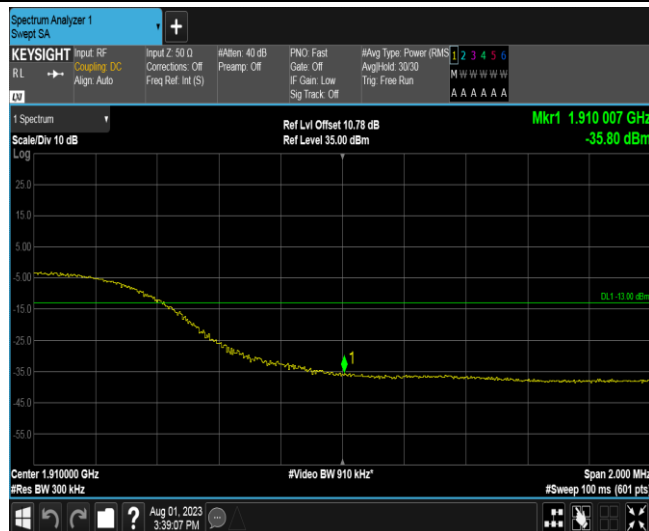 Spectrum Analyzer 1
Swept SA
KEYSIGHT
RL
LXI
Input: RF
Coupling: DC
Align: Auto
Input Z: 50 Ω
Corrections: Off
Freq Ref: Int (S)
#Atten: 40 dB
Preamp: Off
PNO: Fast
Gate: Off
IF Gain: Low
Sig Track: Off
#Avg Type: Power (RMS
Avg|Hold: 30/30
Trig: Free Run
1 2 3 4 5 6
M W W W W W
A A A A A A
1 Spectrum
Scale/Div 10 dB
Log
Ref Lvl Offset 10.78 dB
Ref Level 35.00 dBm
Mkr1 1.910 007 GHz
-35.80 dBm
25.0
15.0
5.00
-5.00
-15.0
-25.0
-35.0
-45.0
-55.0
DL1 -13.00 dBm
1
Center 1.910000 GHz
#Res BW 300 kHz
#Video BW 910 kHz*
Span 2.000 MHz
#Sweep 100 ms (601 pts)
?
Aug 01, 2023
3:39:07 PM